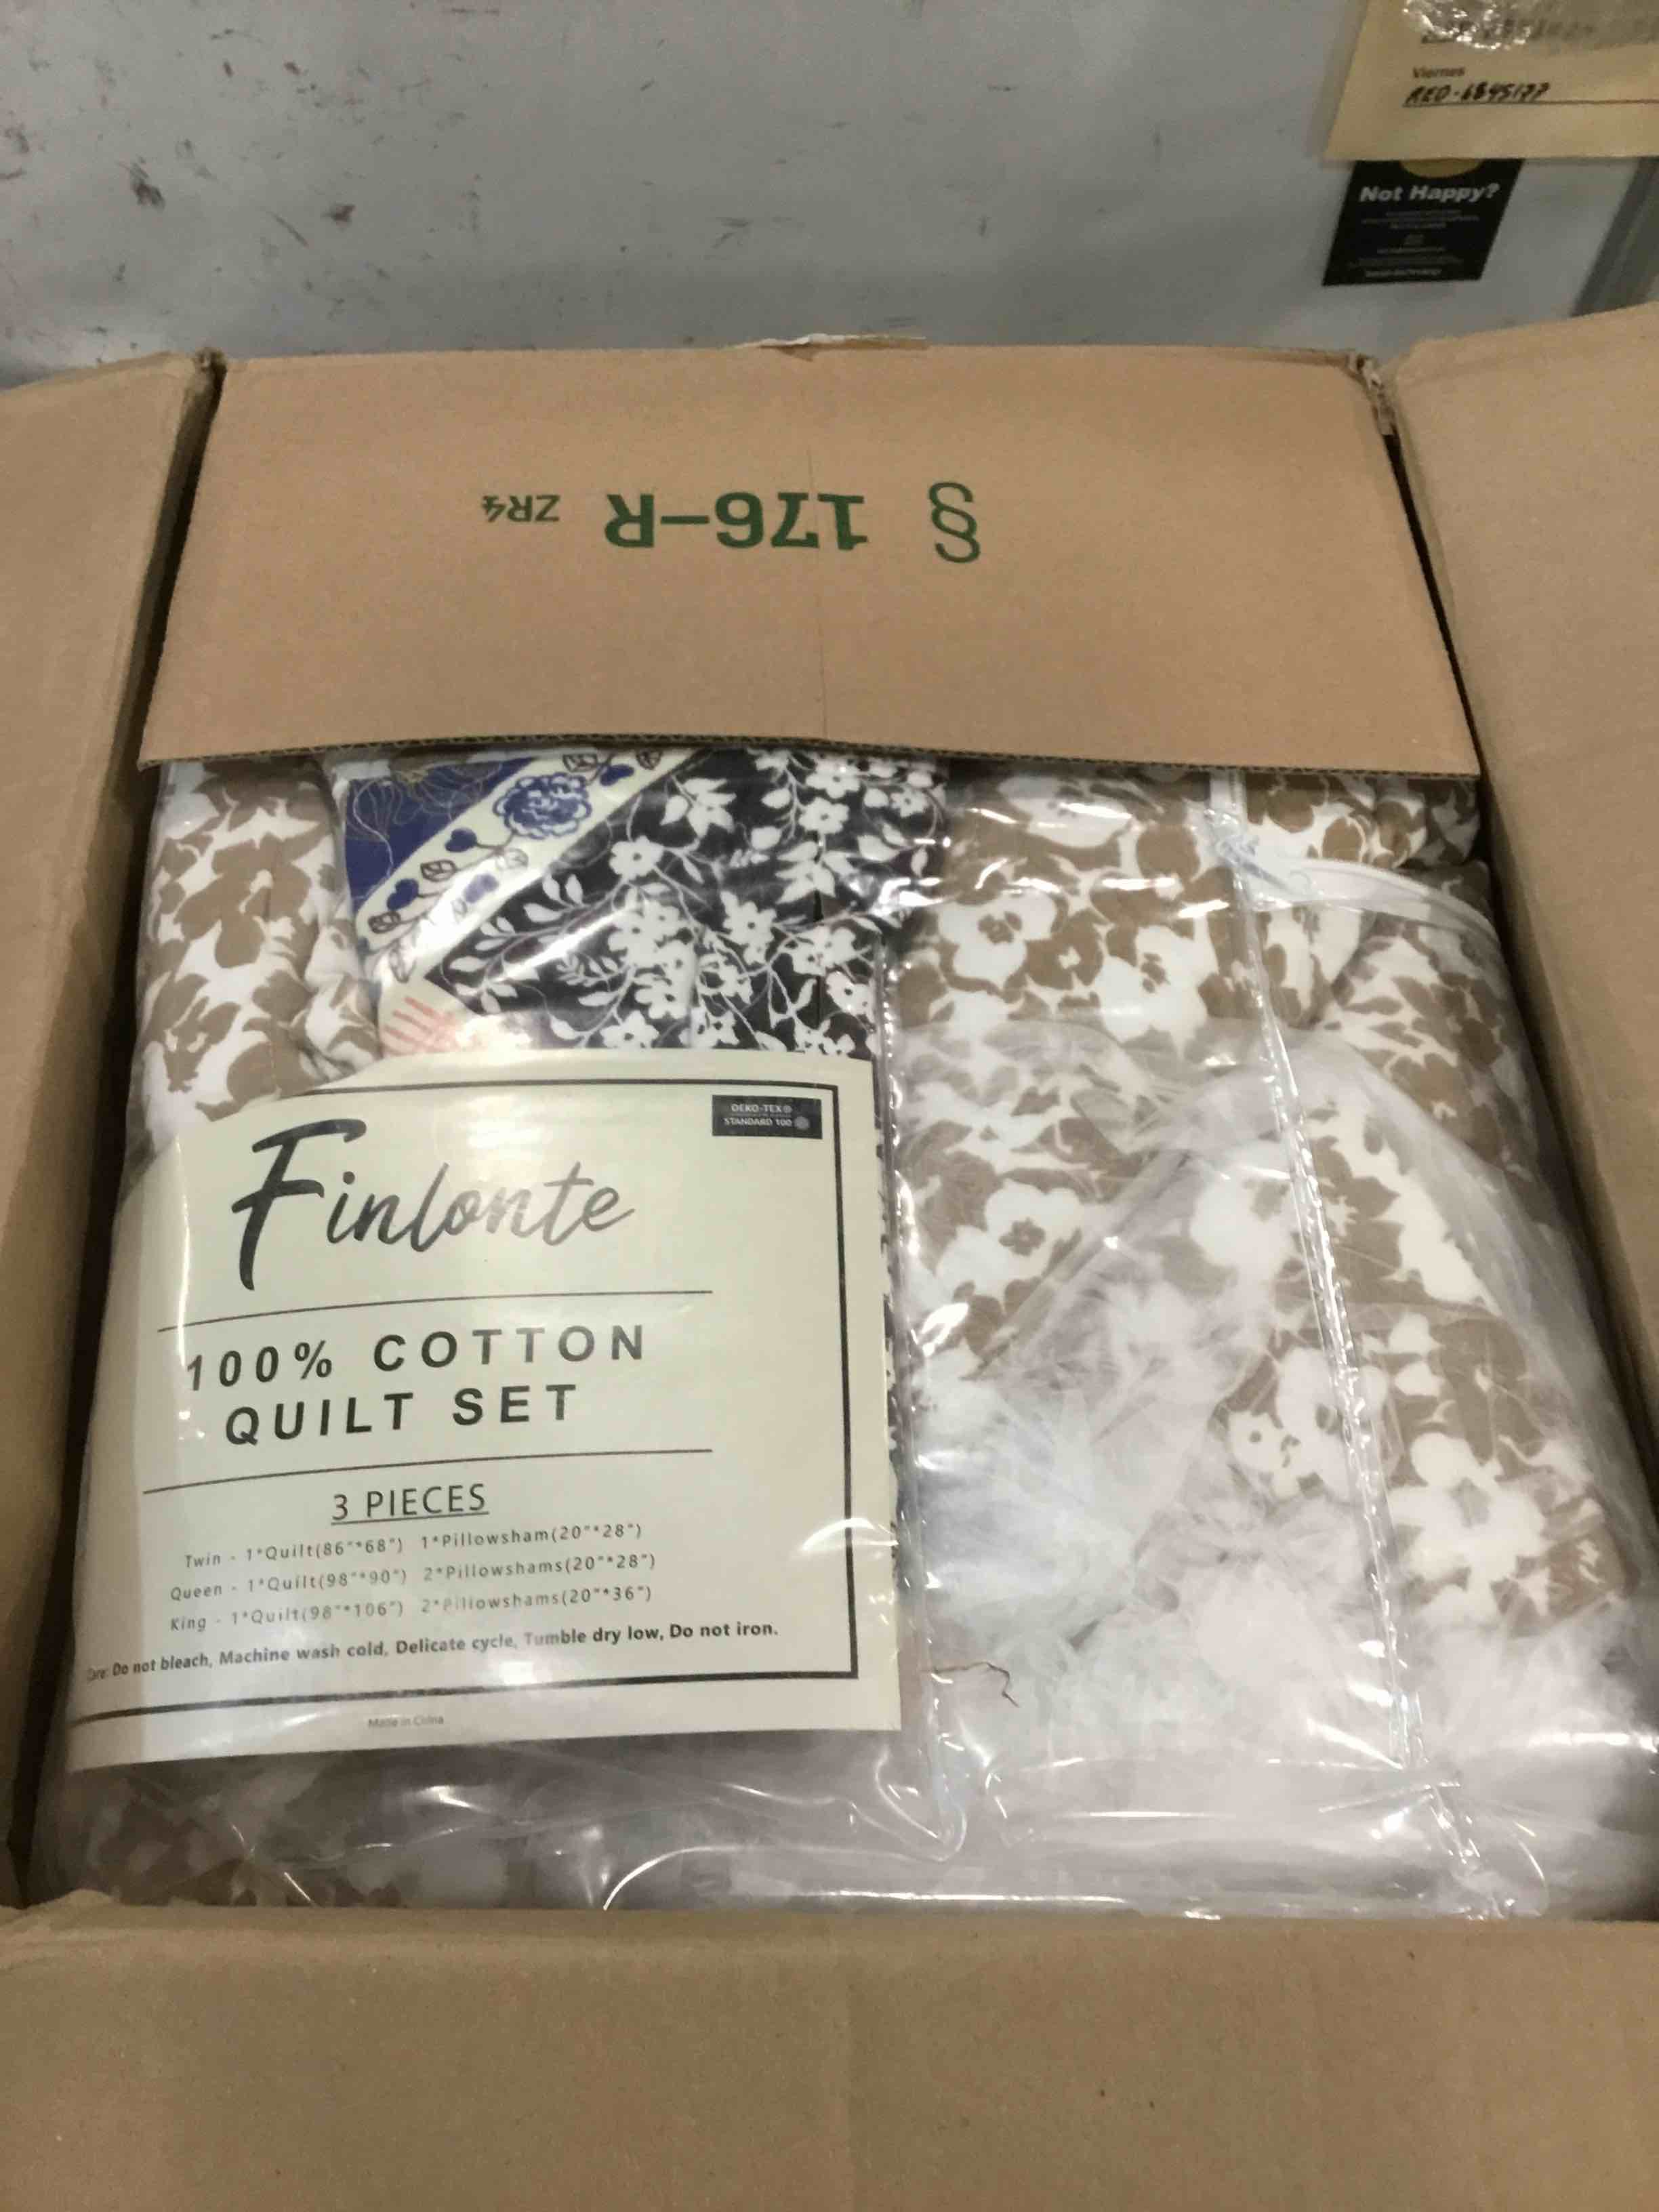 Viernes
RED-6845177
Not Happy?
§ 176-R ZR4
OEKO-TEX®
STANDARD 100
Finlonte
100% COTTON
QUILT SET
3 PIECES
Twin - 1*Quilt(86"*68") 1*Pillowsham(20"*28")
Queen - 1*Quilt(98"*90") 2*Pillowshams(20"*28")
King - 1*Quilt(98"*106") 2*Pillowshams(20"*36")
Care: Do not bleach, Machine wash cold, Delicate cycle, Tumble dry low, Do not iron.
Made in China